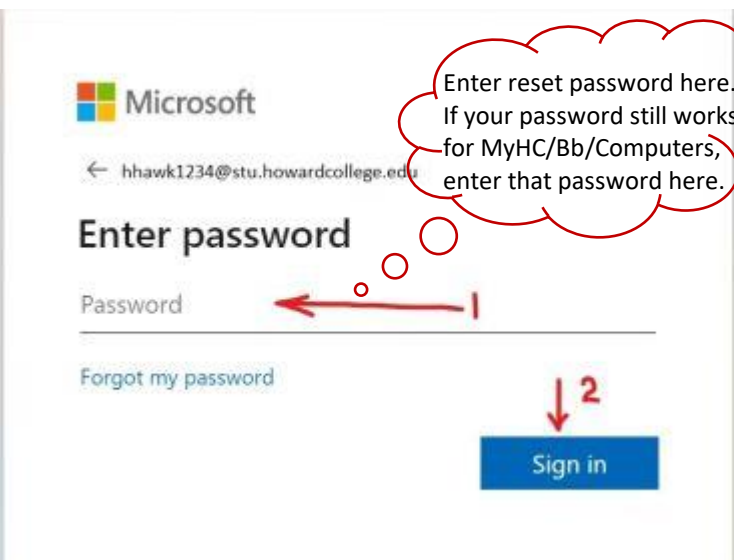 Enter reset password here.
If your password still works
for MyHC/Bb/Computers,
enter that password here.
Microsoft
← hhawk1234@stu.howardcollege.edu
Enter password
Password
1
Forgot my password
2
Sign in